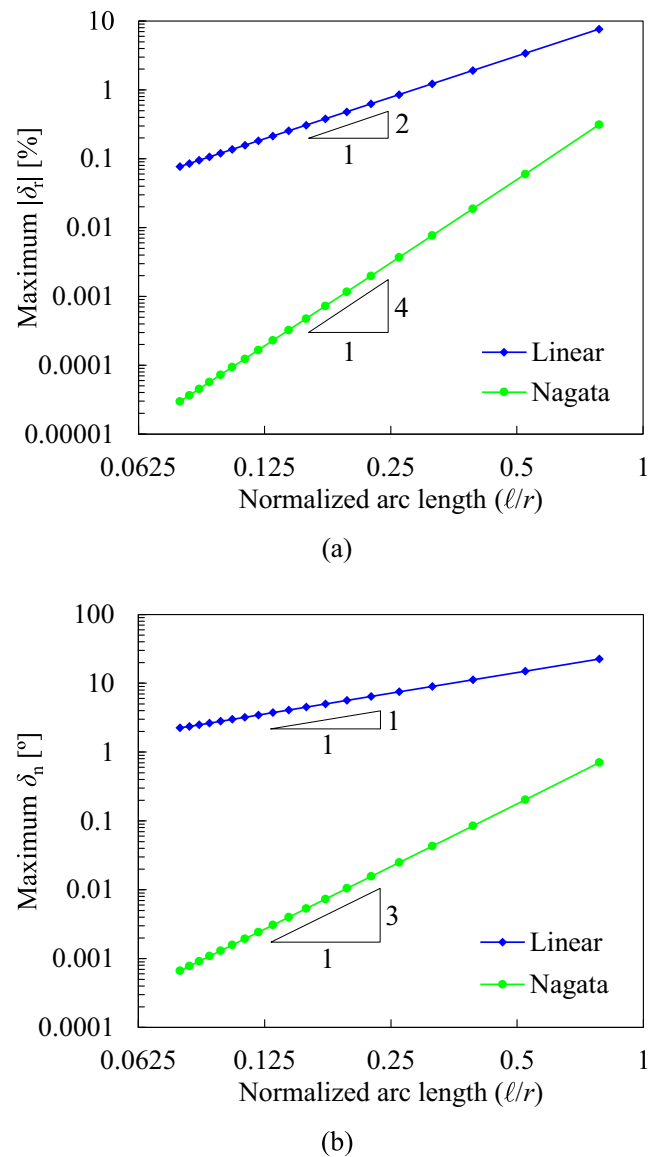 10
1
0.1
0.01
0.001
0.0001
0.00001
Maximum |δr| [%]
2
1
4
1
Linear
Nagata
0.0625 0.125 0.25 0.5 1
Normalized arc length (ℓ/r)
(a)
100
10
1
0.1
0.01
0.001
0.0001
Maximum δn [º]
1
1
3
1
Linear
Nagata
0.0625 0.125 0.25 0.5 1
Normalized arc length (ℓ/r)
(b)